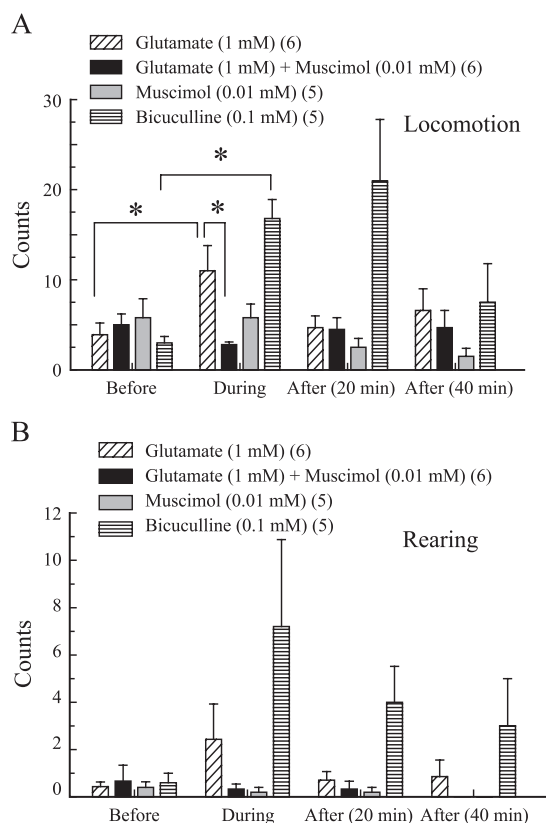 A
Glutamate (1 mM) (6)
Glutamate (1 mM) + Muscimol (0.01 mM) (6)
Muscimol (0.01 mM) (5)
Bicuculline (0.1 mM) (5)
Locomotion
30
20
10
0
Counts
*
*
*
Before
During
After (20 min)
After (40 min)
B
Glutamate (1 mM) (6)
Glutamate (1 mM) + Muscimol (0.01 mM) (6)
Muscimol (0.01 mM) (5)
Bicuculline (0.1 mM) (5)
Rearing
12
10
8
6
4
2
0
Counts
Before
During
After (20 min)
After (40 min)